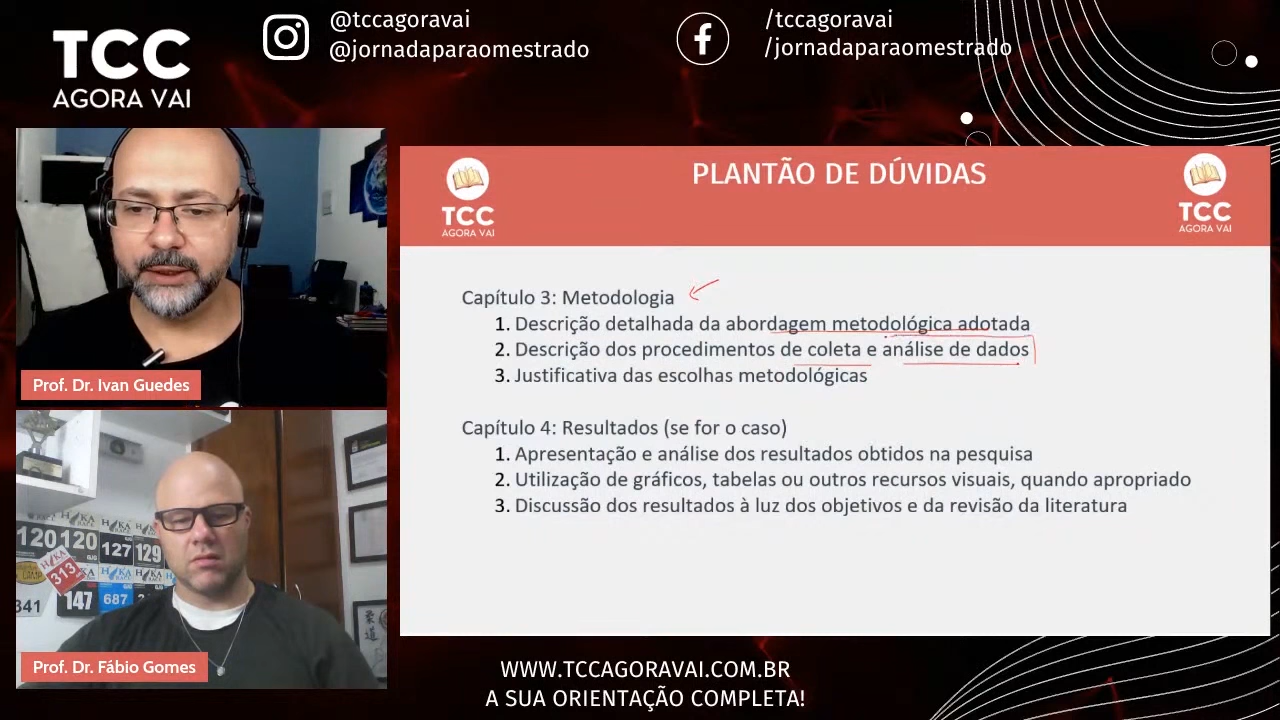 TCC
AGORA VAI
@tccagoravai
@jornadaparaomestrado
/tccagoravai
/jornadaparaomestrado
PLANTÃO DE DÚVIDAS
TCC
AGORA VAI
TCC
AGORA VAI
Capítulo 3: Metodologia
1. Descrição detalhada da abordagem metodológica adotada
2. Descrição dos procedimentos de coleta e análise de dados
3. Justificativa das escolhas metodológicas
Capítulo 4: Resultados (se for o caso)
1. Apresentação e análise dos resultados obtidos na pesquisa
2. Utilização de gráficos, tabelas ou outros recursos visuais, quando apropriado
3. Discussão dos resultados à luz dos objetivos e da revisão da literatura
Prof. Dr. Ivan Guedes
120 120 127 129
313
341 147 687
Prof. Dr. Fábio Gomes
WWW.TCCAGORAVAI.COM.BR
A SUA ORIENTAÇÃO COMPLETA!